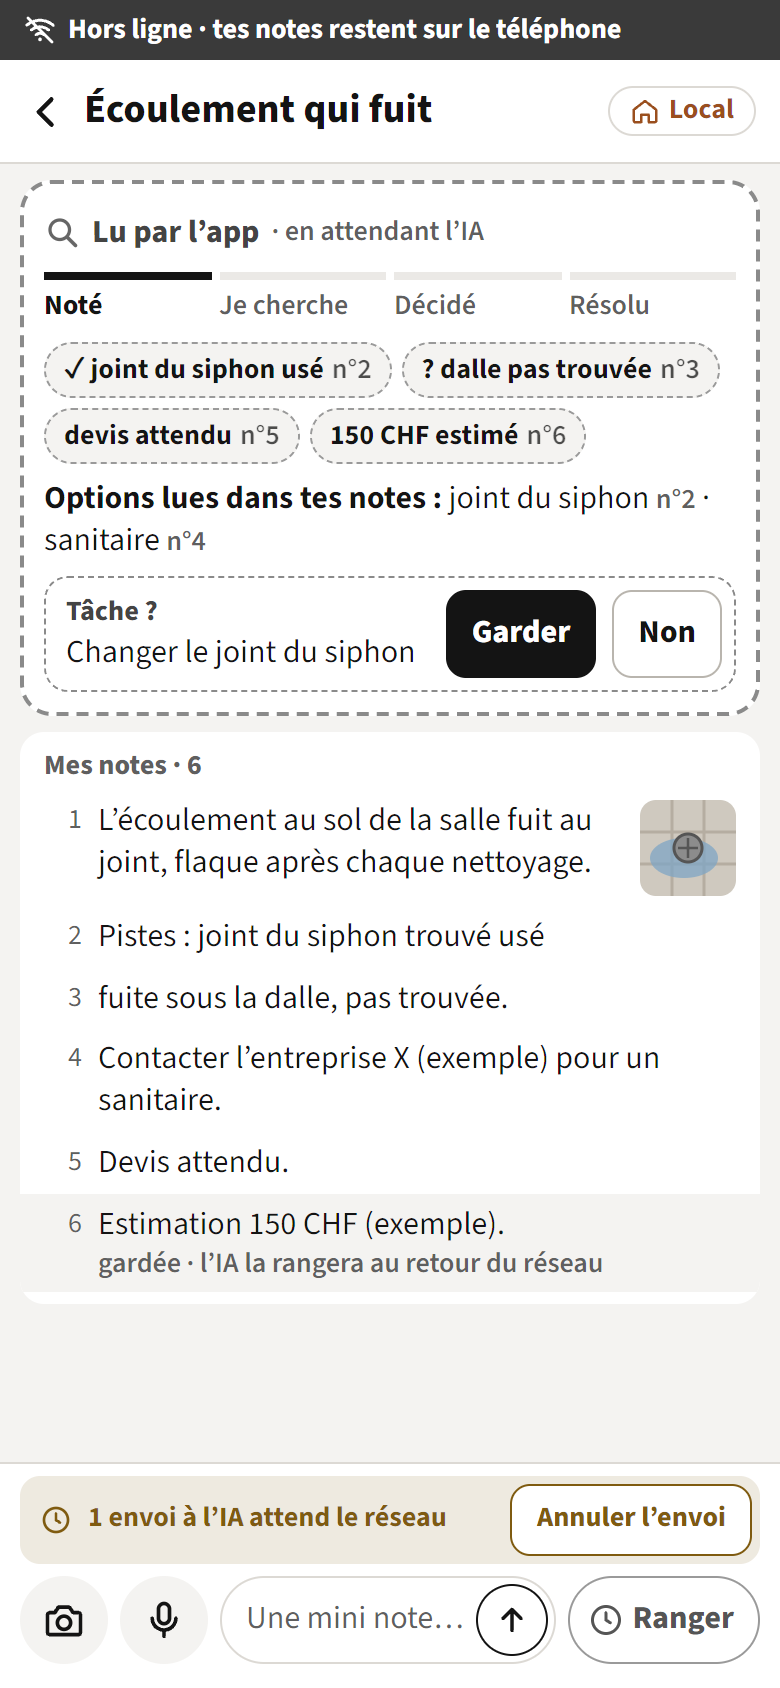 Hors ligne · tes notes restent sur le téléphone
Écoulement qui fuit
Local
Lu par l’app · en attendant l’IA
Noté
Je cherche
Décidé
Résolu
✓ joint du siphon usé n°2
? dalle pas trouvée n°3
devis attendu n°5
150 CHF estimé n°6
Options lues dans tes notes : joint du siphon n°2 ·
sanitaire n°4
Tâche ?
Changer le joint du siphon
Garder
Non
Mes notes · 6
1 L’écoulement au sol de la salle fuit au
joint, flaque après chaque nettoyage.
2 Pistes : joint du siphon trouvé usé
3 fuite sous la dalle, pas trouvée.
4 Contacter l’entreprise X (exemple) pour un
sanitaire.
5 Devis attendu.
6 Estimation 150 CHF (exemple).
gardée · l’IA la rangera au retour du réseau
1 envoi à l’IA attend le réseau
Annuler l’envoi
Une mini note…
Ranger